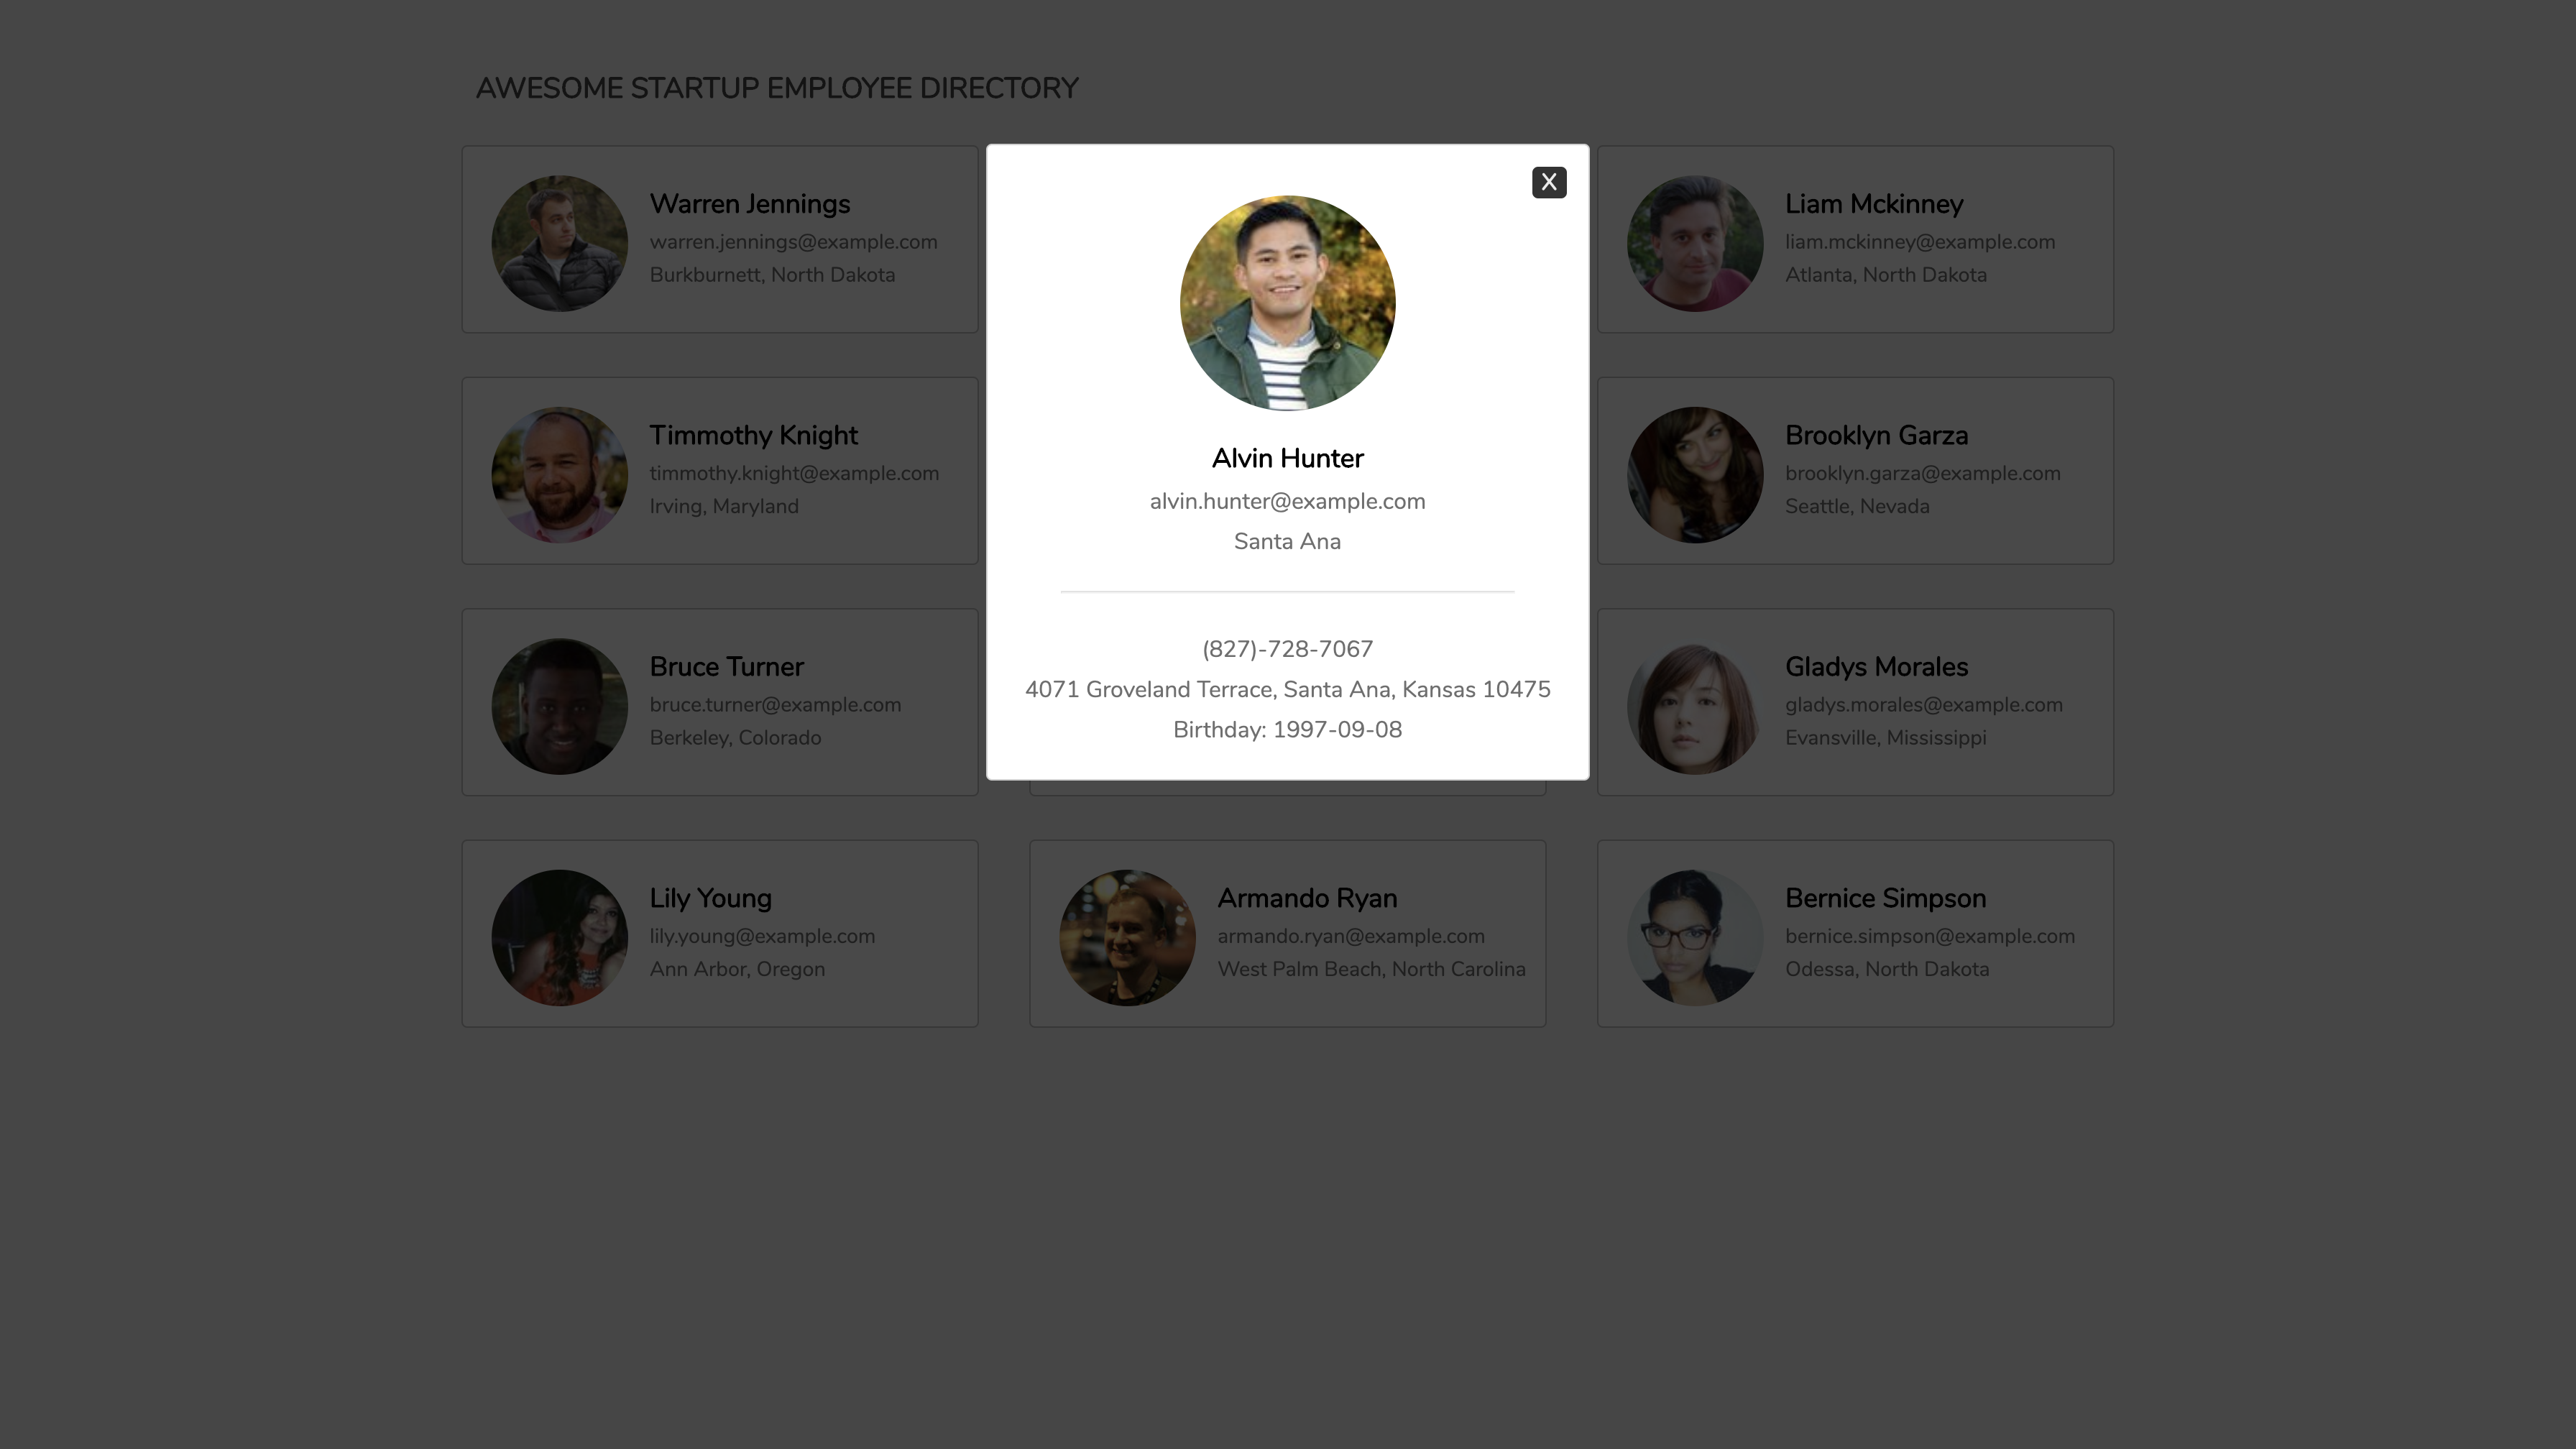 AWESOME STARTUP EMPLOYEE DIRECTORY
Warren Jennings
warren.jennings@example.com
Burkburnett, North Dakota
Liam Mckinney
liam.mckinney@example.com
Atlanta, North Dakota
Timmothy Knight
timmothy.knight@example.com
Irving, Maryland
Brooklyn Garza
brooklyn.garza@example.com
Seattle, Nevada
Bruce Turner
bruce.turner@example.com
Berkeley, Colorado
Gladys Morales
gladys.morales@example.com
Evansville, Mississippi
Lily Young
lily.young@example.com
Ann Arbor, Oregon
Armando Ryan
armando.ryan@example.com
West Palm Beach, North Carolina
Bernice Simpson
bernice.simpson@example.com
Odessa, North Dakota
X
Alvin Hunter
alvin.hunter@example.com
Santa Ana
(827)-728-7067
4071 Groveland Terrace, Santa Ana, Kansas 10475
Birthday: 1997-09-08